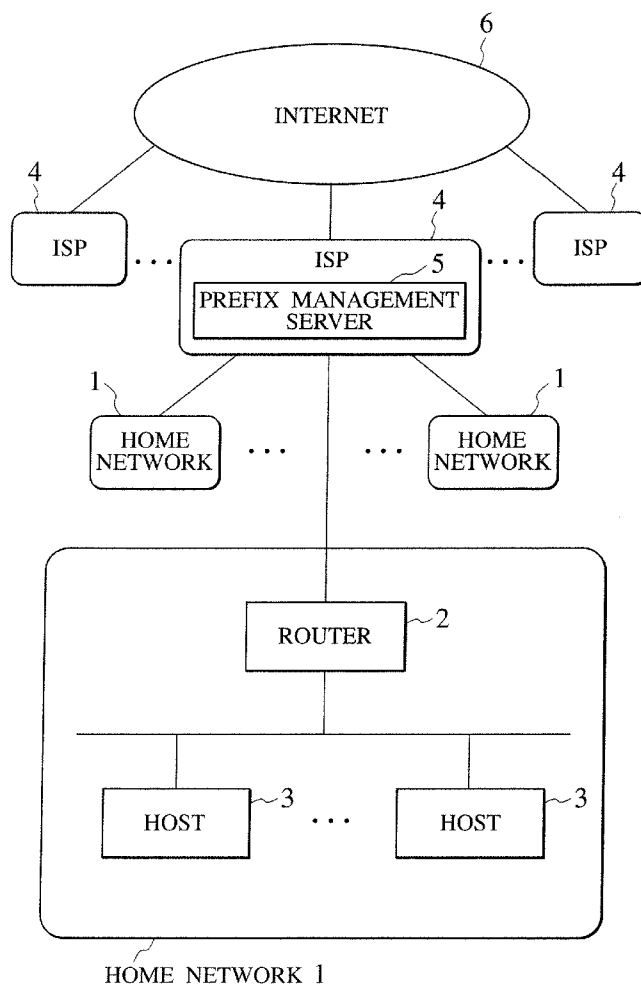 6
INTERNET
4
4
4
ISP
ISP
ISP
5
PREFIX MANAGEMENT
SERVER
1
1
HOME
NETWORK
HOME
NETWORK
2
ROUTER
3
3
HOST
HOST
HOME NETWORK 1